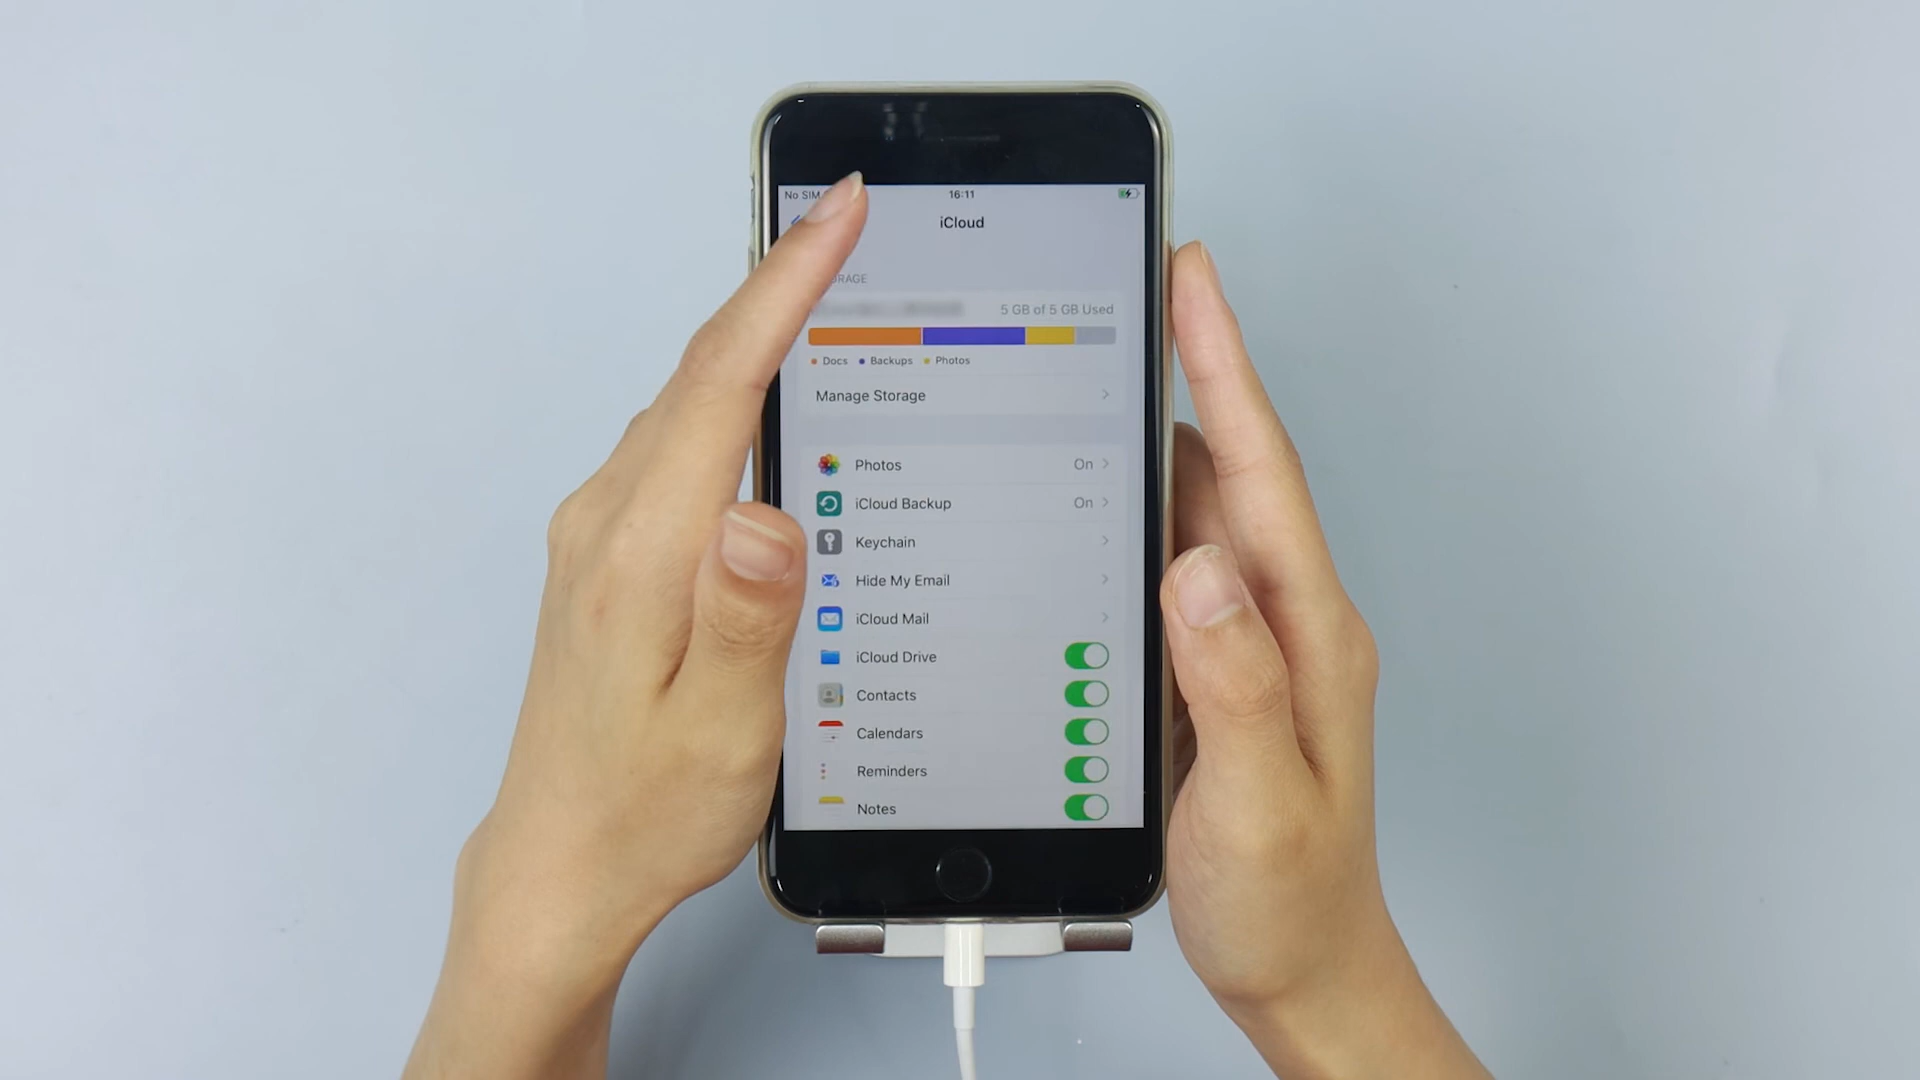 No SIM
16:11
iCloud
RAGE
5 GB of 5 GB Used
Docs Backups Photos
Manage Storage
Photos On
iCloud Backup On
Keychain
Hide My Email
iCloud Mail
iCloud Drive
Contacts
Calendars
Reminders
Notes